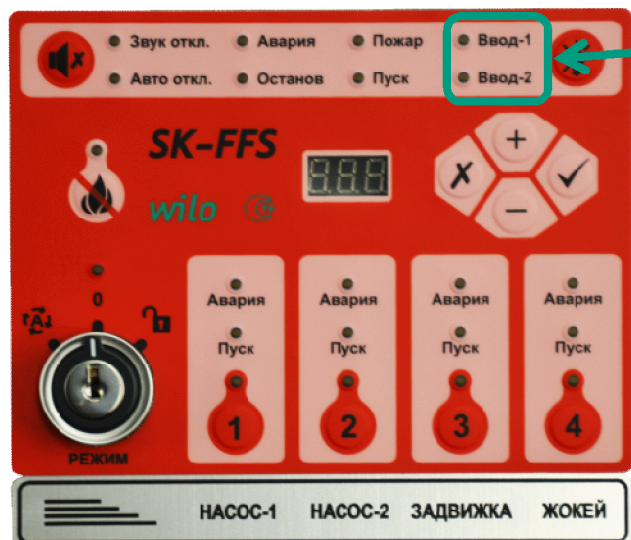 Звук откл. Авария Пожар Ввод-1
Авто откл. Останов Пуск Ввод-2
SK-FFS
wilo
+
-
0
A
Авария Авария Авария Авария
Пуск Пуск Пуск Пуск
1 2 3 4
РЕЖИМ
НАСОС-1 НАСОС-2 ЗАДВИЖКА ЖОКЕЙ